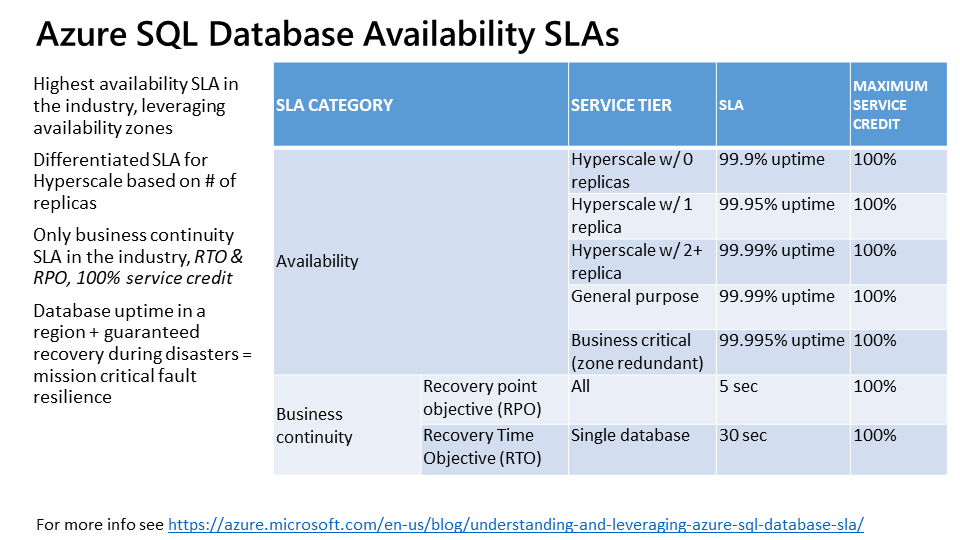 Azure SQL Database Availability SLAs
Highest availability SLA in
the industry, leveraging
availability zones
Differentiated SLA for
Hyperscale based on # of
replicas
Only business continuity
SLA in the industry, RTO &
RPO, 100% service credit
Database uptime in a
region + guaranteed
recovery during disasters =
mission critical fault
resilience
SLA CATEGORY
SERVICE TIER
SLA
MAXIMUM
SERVICE
CREDIT
Availability
Hyperscale w/ 0
replicas
99.9% uptime
100%
Hyperscale w/ 1
replica
99.95% uptime
100%
Hyperscale w/ 2+
replica
99.99% uptime
100%
General purpose
99.99% uptime
100%
Business critical
(zone redundant)
99.995% uptime
100%
Business
continuity
Recovery point
objective (RPO)
All
5 sec
100%
Recovery Time
Objective (RTO)
Single database
30 sec
100%
For more info see https://azure.microsoft.com/en-us/blog/understanding-and-leveraging-azure-sql-database-sla/